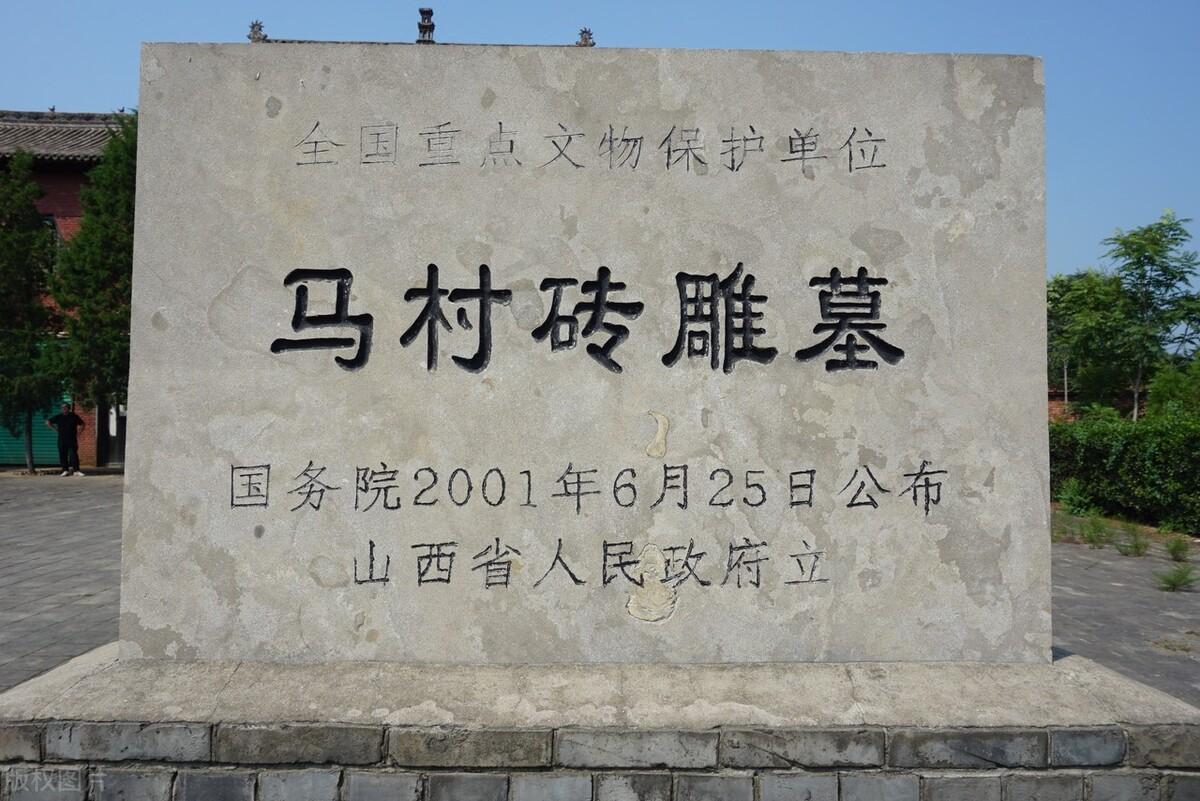 全国重点文物保护单位
马村砖雕墓
国务院2001年6月25日公布
山西省人民政府立
版权图片